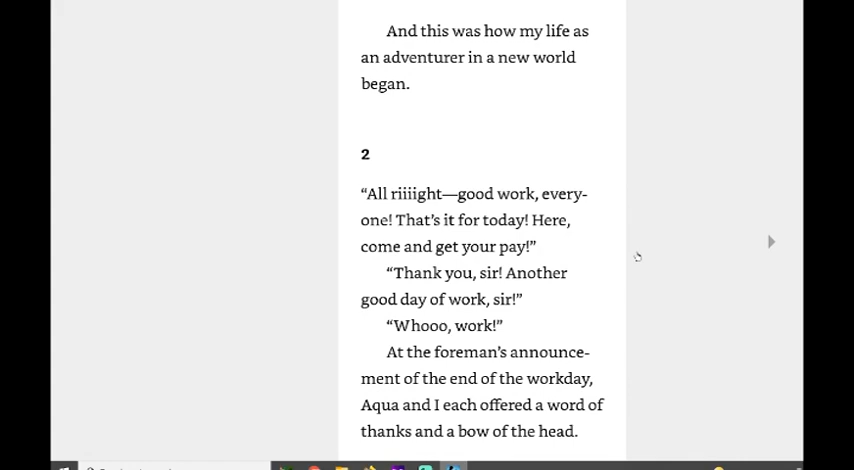 And this was how my life as
an adventurer in a new world
began.
2
“All riiiight—good work, every-
one! That’s it for today! Here,
come and get your pay!”
“Thank you, sir! Another
good day of work, sir!”
“Whooo, work!”
At the foreman’s announce-
ment of the end of the workday,
Aqua and I each offered a word of
thanks and a bow of the head.